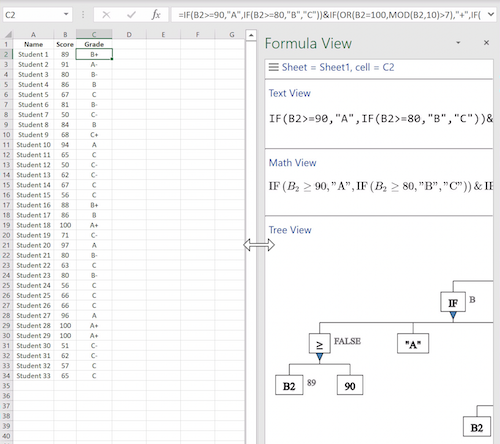 C2 fx =IF(B2>=90,"A",IF(B2>=80,"B","C"))&IF(OR(B2=100,MOD(B2,10)>7),"+",IF(
A B C D E F G
1 Name Score Grade
2 Student 1 89 B+
3 Student 2 91 A-
4 Student 3 80 B-
5 Student 4 86 B
6 Student 5 67 C
7 Student 6 81 B-
8 Student 7 50 C-
9 Student 8 84 B
10 Student 9 68 C+
11 Student 10 94 A
12 Student 11 65 C
13 Student 12 50 C-
14 Student 13 62 C-
15 Student 14 67 C
16 Student 15 56 C
17 Student 16 88 B+
18 Student 17 86 B
19 Student 18 100 A+
20 Student 19 71 C-
21 Student 20 97 A
22 Student 21 80 B-
23 Student 22 63 C
24 Student 23 80 B-
25 Student 24 56 C
26 Student 25 66 C
27 Student 26 66 C
28 Student 27 96 A
29 Student 28 100 A+
30 Student 29 100 A+
31 Student 30 51 C-
32 Student 31 62 C-
33 Student 32 57 C
34 Student 33 65 C
35
36
37
38
39
40
Formula View
Sheet = Sheet1, cell = C2
Text View
IF(B2>=90,"A",IF(B2>=80,"B","C"))&
Math View
IF (B₂ ≥ 90,"A",IF (B₂ ≥ 80,"B","C")) & IF
Tree View
IF B
≥ FALSE "A"
B2 89 90
B2